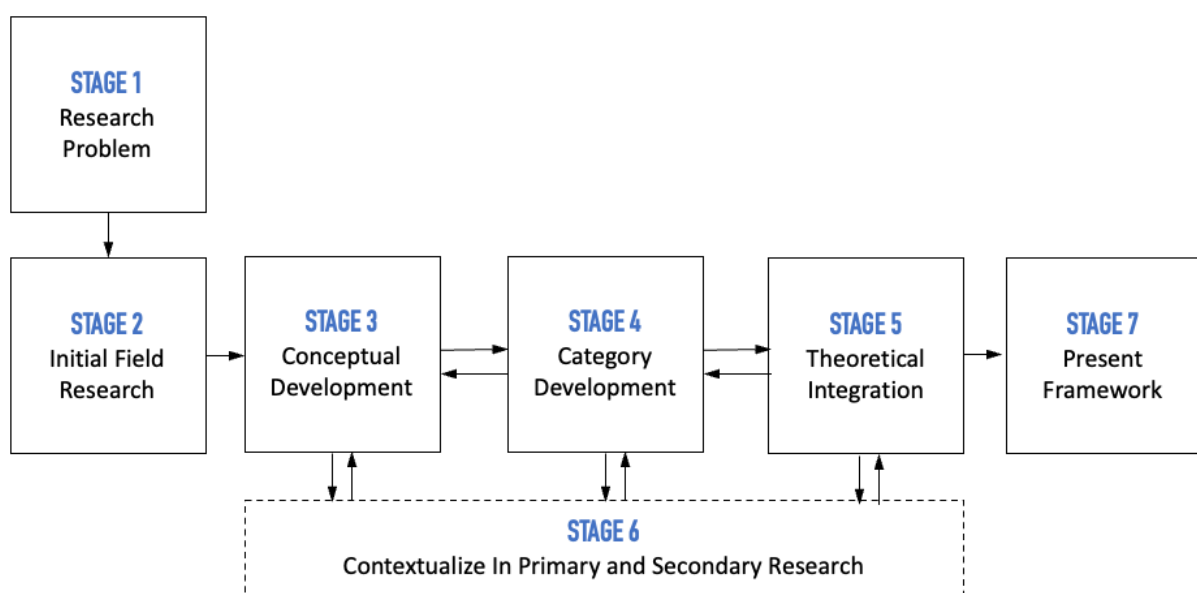 STAGE 1
Research
Problem
STAGE 2
Initial Field
Research
STAGE 3
Conceptual
Development
STAGE 4
Category
Development
STAGE 5
Theoretical
Integration
STAGE 7
Present
Framework
STAGE 6
Contextualize In Primary and Secondary Research